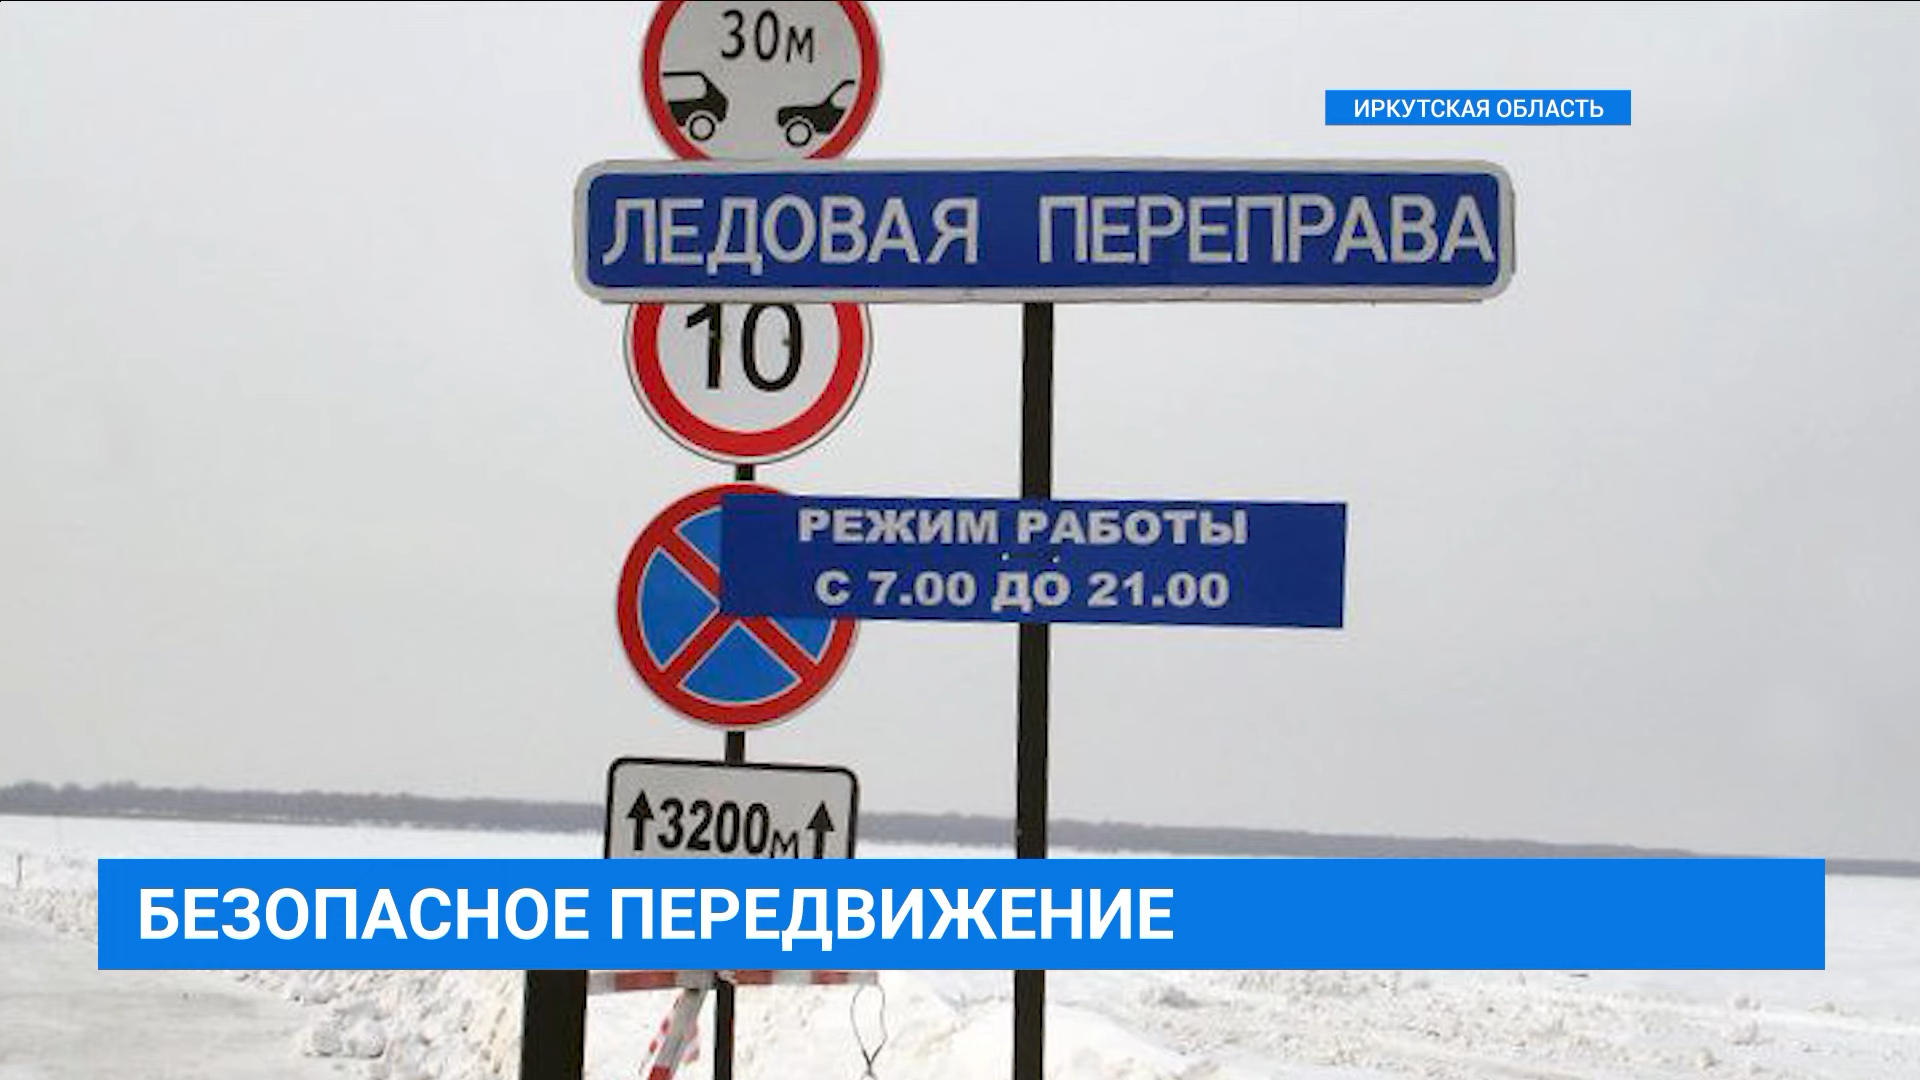 30м
ИРКУТСКАЯ ОБЛАСТЬ
ЛЕДОВАЯ ПЕРЕПРАВА
10
РЕЖИМ РАБОТЫ
С 7.00 ДО 21.00
3200м
БЕЗОПАСНОЕ ПЕРЕДВИЖЕНИЕ